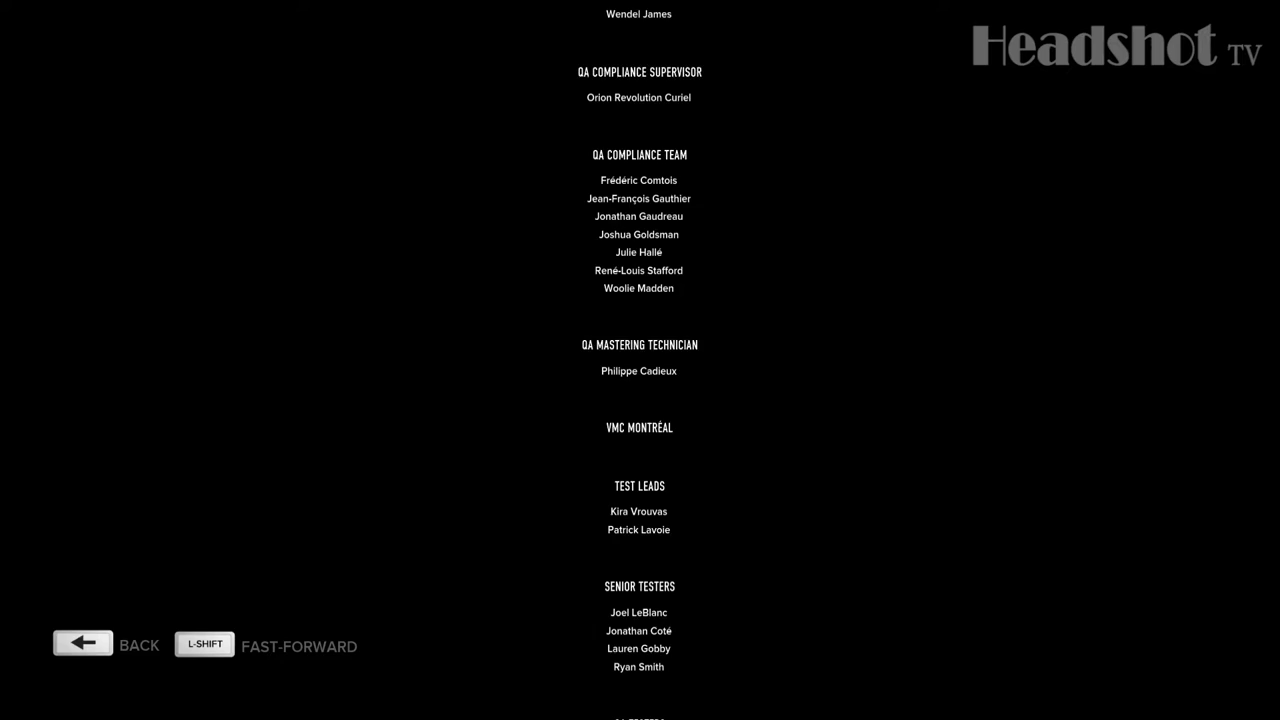 Wendel James
Headshot TV
QA COMPLIANCE SUPERVISOR
Orion Revolution Curiel
QA COMPLIANCE TEAM
Frédéric Comtois
Jean-François Gauthier
Jonathan Gaudreau
Joshua Goldsman
Julie Hallé
René-Louis Stafford
Woolie Madden
QA MASTERING TECHNICIAN
Philippe Cadieux
VMC MONTRÉAL
TEST LEADS
Kira Vrouvas
Patrick Lavoie
SENIOR TESTERS
Joel LeBlanc
Jonathan Coté
Lauren Gobby
Ryan Smith
BACK L-SHIFT FAST-FORWARD